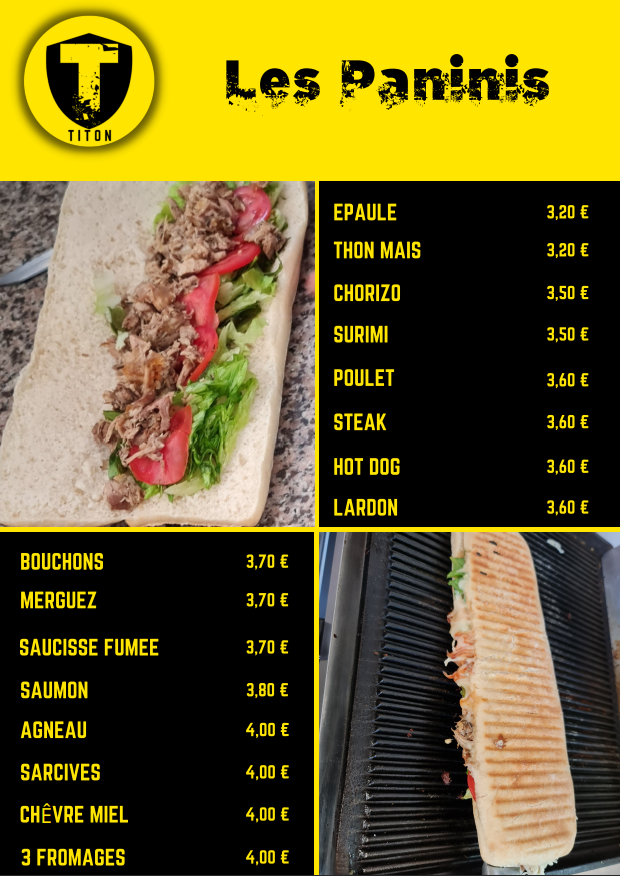 T
TITON
Les Paninis
EPAULE 3,20 €
THON MAIS 3,20 €
CHORIZO 3,50 €
SURIMI 3,50 €
POULET 3,60 €
STEAK 3,60 €
HOT DOG 3,60 €
LARDON 3,60 €
BOUCHONS 3,70 €
MERGUEZ 3,70 €
SAUCISSE FUMEE 3,70 €
SAUMON 3,80 €
AGNEAU 4,00 €
SARCIVES 4,00 €
CHÊVRE MIEL 4,00 €
3 FROMAGES 4,00 €